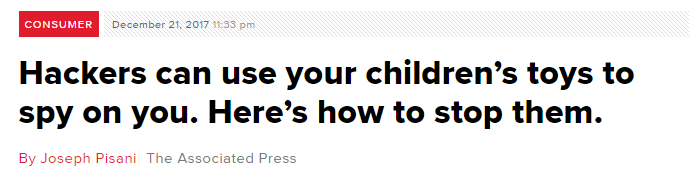 CONSUMER December 21, 2017 11:33 pm
Hackers can use your children’s toys to
spy on you. Here’s how to stop them.
By Joseph Pisani The Associated Press